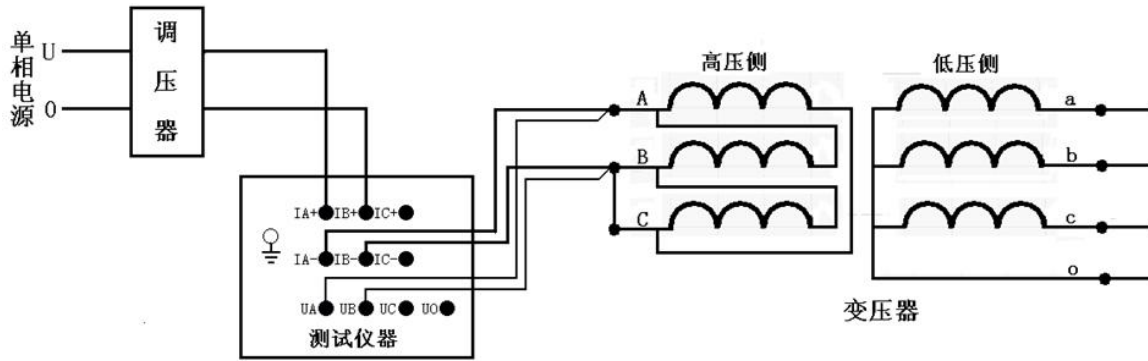 单相电源
U
O
调压器
IA+ IB+ IC+
IA- IB- IC-
UA UB UC UO
测试仪器
高压侧
A
B
C
低压侧
a
b
c
o
变压器